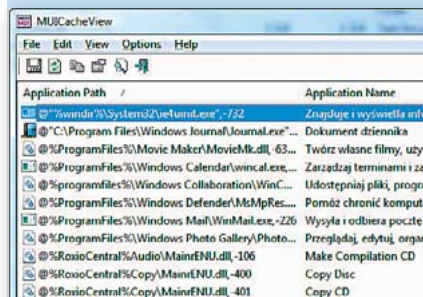 MUICacheView
File Edit View Options Help
Application Path / Application Name
@"%windir%\System32\ie4uinit.exe",-732 Znajduje i wyświetla inf
@"C:\Program Files\Windows Journal\Journal.exe"... Dokument dziennika
@%ProgramFiles%\Movie Maker\MovieMk.dll,-63... Twórz własne filmy, uży
@%ProgramFiles%\Windows Calendar\wincal.exe,... Zarządzaj terminami i za
@%programfiles%\Windows Collaboration\WinC... Udostępniaj pliki, progra
@%ProgramFiles%\Windows Defender\MsMpRes.... Pomóż chronić komput
@%ProgramFiles%\Windows Mail\WinMail.exe,-226 Wysyła i odbiera pocztę
@%ProgramFiles%\Windows Photo Gallery\Photo... Przeglądaj, edytuj, organ
@%RoxioCentral%Audio\MainrENU.dll,-106 Make Compilation CD
@%RoxioCentral%Copy\MainrENU.dll,-400 Copy Disc
@%RoxioCentral%Copy\MainrENU.dll,-401 Copy CD